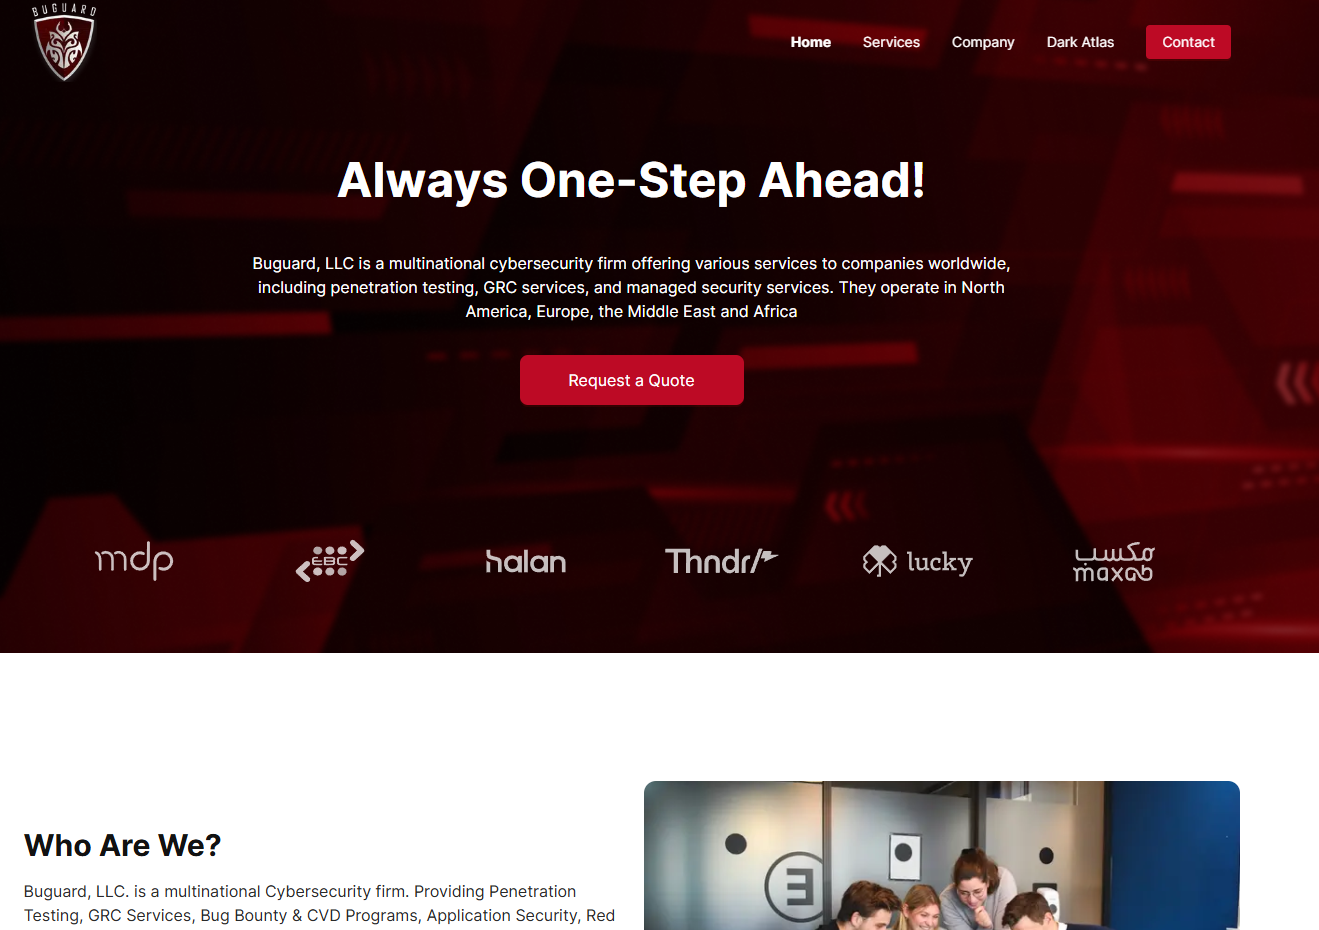 BUGUARD
Home Services Company Dark Atlas Contact
Always One-Step Ahead!
Buguard, LLC is a multinational cybersecurity firm offering various services to companies worldwide,
including penetration testing, GRC services, and managed security services. They operate in North
America, Europe, the Middle East and Africa
Request a Quote
mdp
EBC
halan
Thndr/
lucky
مكسب
maxab
Who Are We?
Buguard, LLC. is a multinational Cybersecurity firm. Providing Penetration
Testing, GRC Services, Bug Bounty & CVD Programs, Application Security, Red